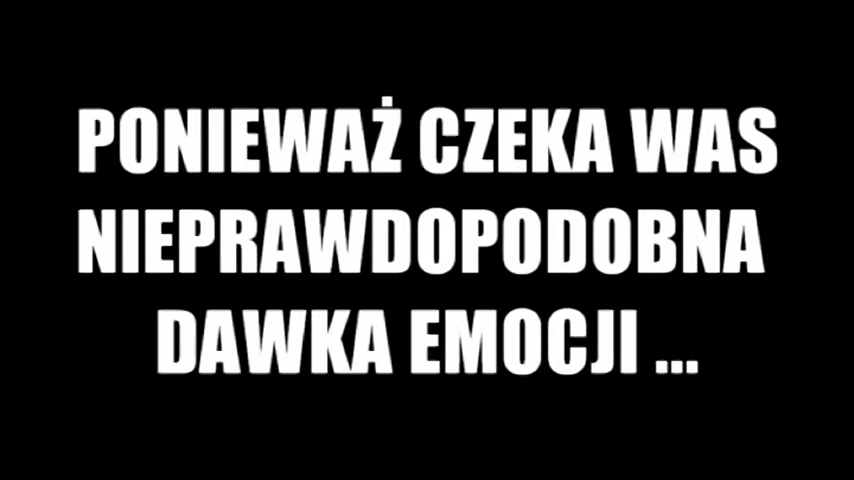 PONIEWAŻ CZEKA WAS
NIEPRAWDOPODOBNA
DAWKA EMOCJI ...